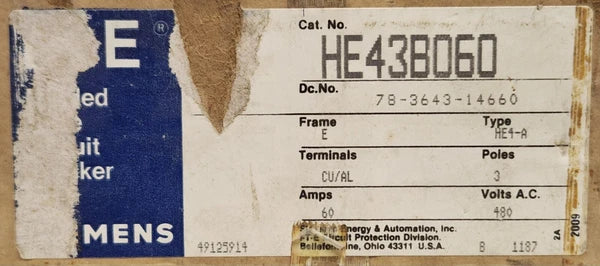 E®
ded
e
uit
ker
MENS
49125914
Cat. No.
HE43B060
Dc.No.
78-3643-14660
Frame Type
E HE4-A
Terminals Poles
CU/AL 3
Amps Volts A.C.
60 480
Energy & Automation, Inc.
Circuit Protection Division.
Bellefontaine, Ohio 43311 U.S.A. B 1187
2A
2009